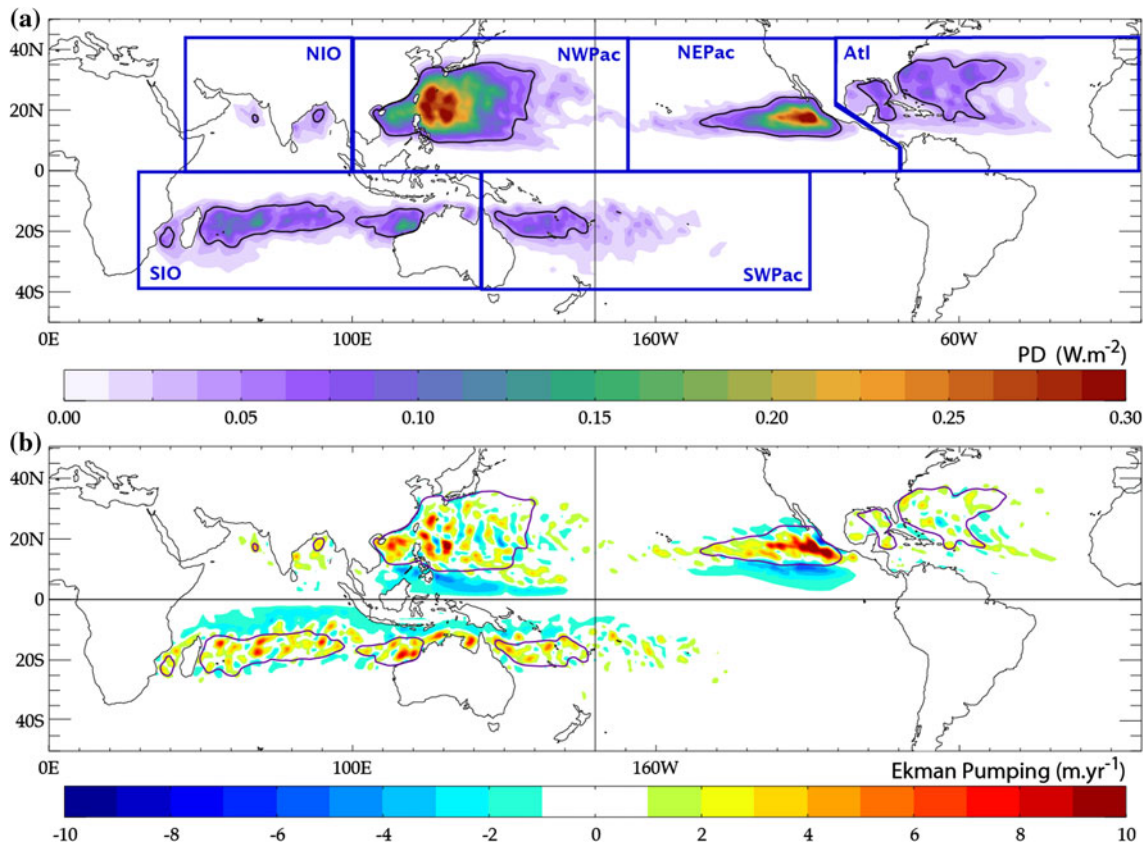 (a)
40N
20N
0
20S
40S
NIO
NWPac
NEPac
Atl
SIO
SWPac
0E
100E
160W
60W
PD (W.m-2)
0.00
0.05
0.10
0.15
0.20
0.25
0.30
(b)
40N
20N
0
20S
40S
0E
100E
160W
60W
Ekman Pumping (m.yr-1)
-10
-8
-6
-4
-2
0
2
4
6
8
10